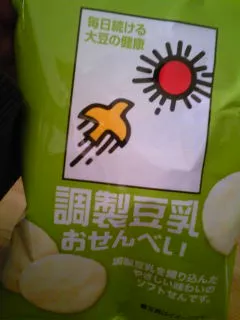 毎日続ける
大豆の健康
調製豆乳
おせんべい
調製豆乳を練り込んだ
やさしい味わいの
ソフトせんです。